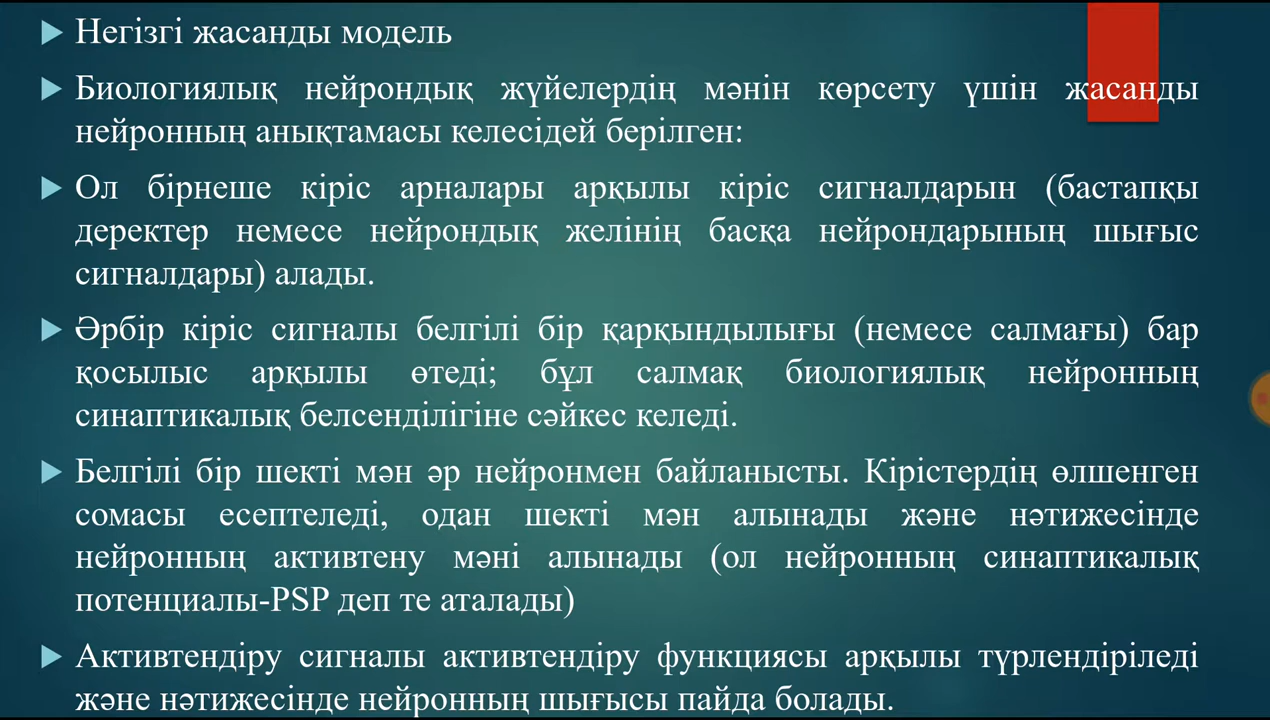 Негізгі жасанды модель
Биологиялық нейрондық жүйелердің мәнін көрсету үшін жасанды
нейронның анықтамасы келесідей берілген:
Ол бірнеше кіріс арналары арқылы кіріс сигналдарын (бастапқы
деректер немесе нейрондық желінің басқа нейрондарының шығыс
сигналдары) алады.
Әрбір кіріс сигналы белгілі бір қарқындылығы (немесе салмағы) бар
қосылыс арқылы өтеді; бұл салмақ биологиялық нейронның
синаптикалық белсенділігіне сәйкес келеді.
Белгілі бір шекті мән әр нейронмен байланысты. Кірістердің өлшенген
сомасы есептеледі, одан шекті мән алынады және нәтижесінде
нейронның активтену мәні алынады (ол нейронның синаптикалық
потенциалы-PSP деп те аталады)
Активтендіру сигналы активтендіру функциясы арқылы түрлендіріледі
және нәтижесінде нейронның шығысы пайда болады.